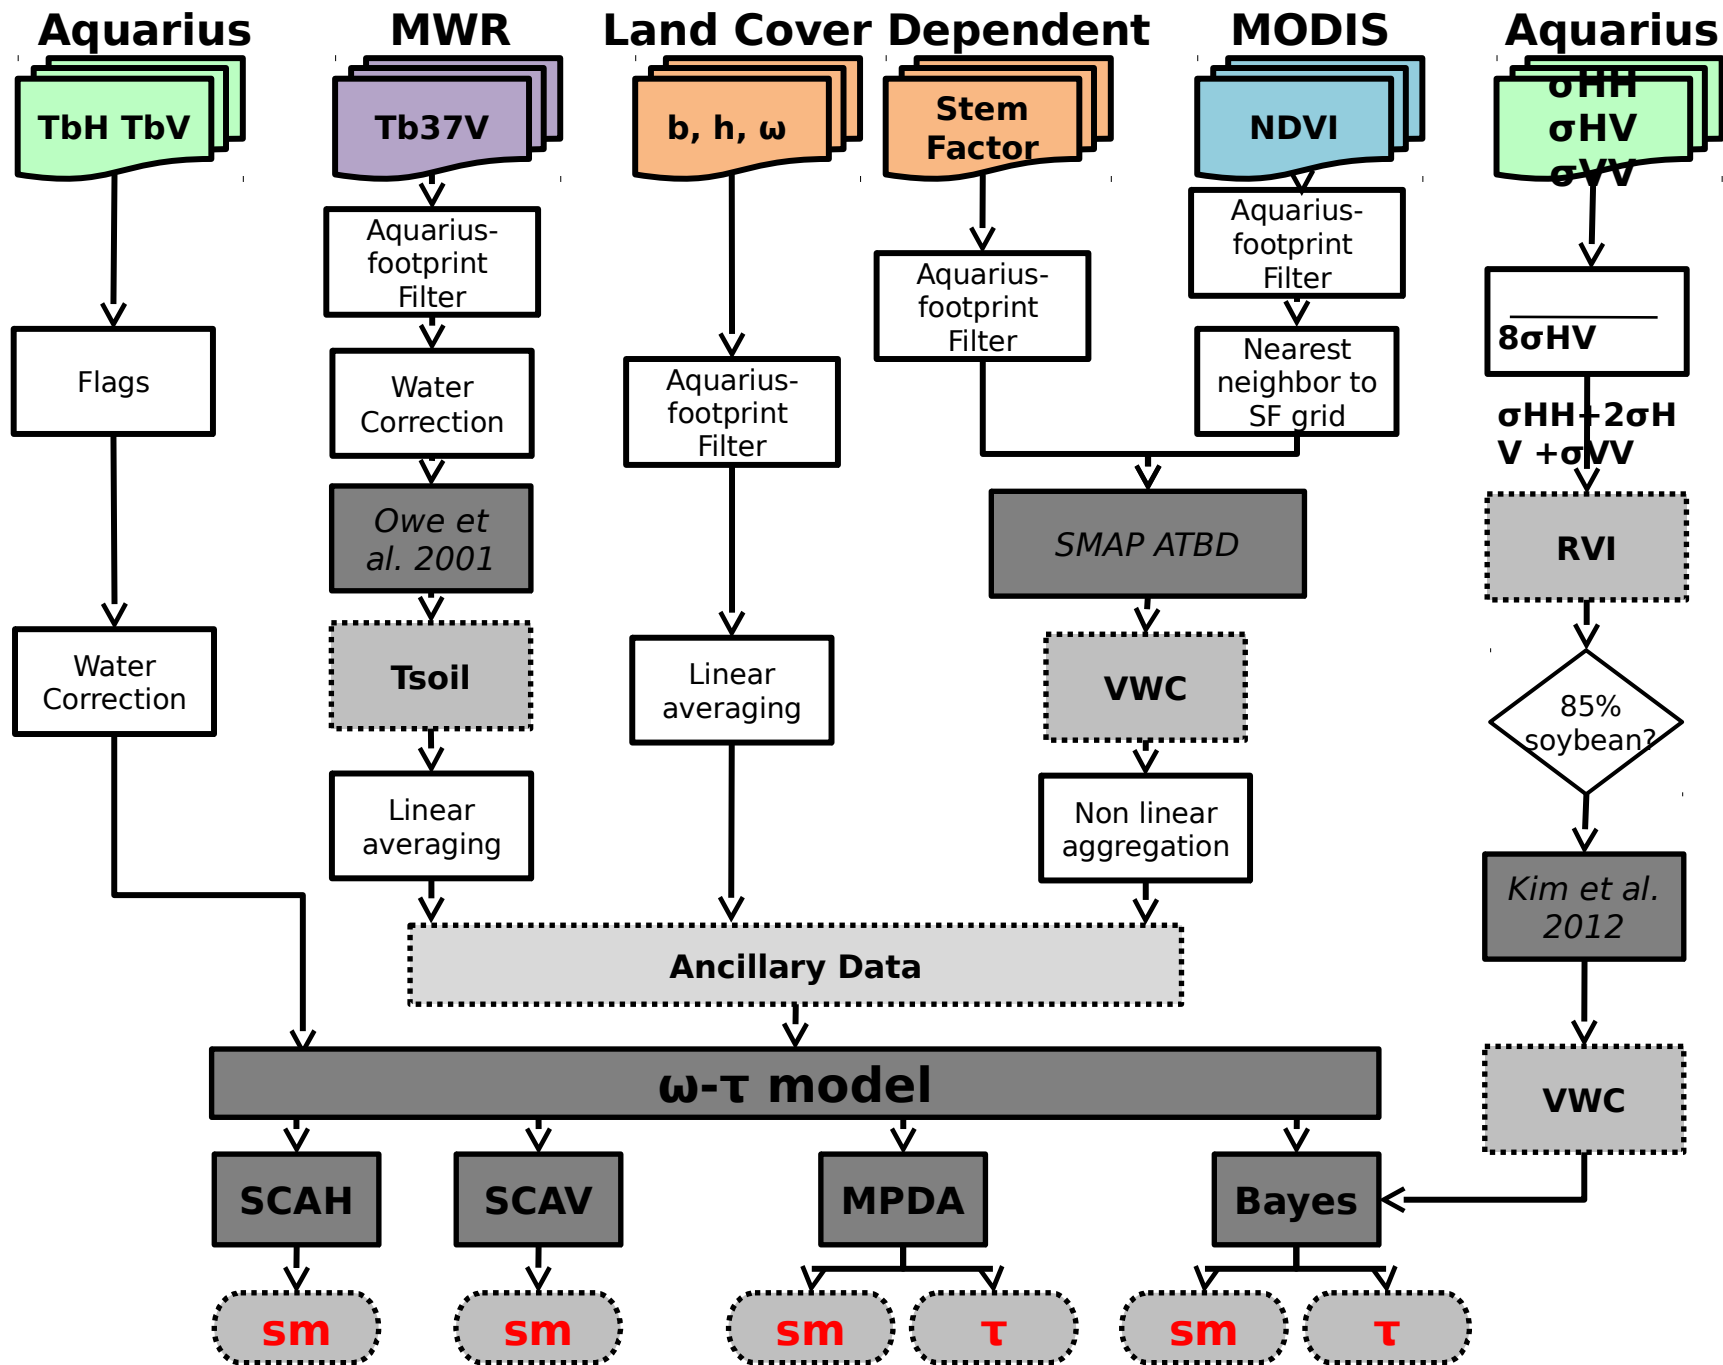 Aquarius
MWR
Land Cover Dependent
MODIS
Aquarius
TbH TbV
Tb37V
b, h, ω
Stem
Factor
NDVI
σHH
σHV
σVV
Aquarius-
footprint
Filter
Aquarius-
footprint
Filter
Aquarius-
footprint
Filter
Aquarius-
footprint
Filter
8σHV
σHH+2σH
V +σVV
Flags
Water
Correction
Nearest
neighbor to
SF grid
Owe et
al. 2001
SMAP ATBD
RVI
Water
Correction
Tsoil
Linear
averaging
VWC
85%
soybean?
Linear
averaging
Non linear
aggregation
Kim et al.
2012
Ancillary Data
ω-τ model
VWC
SCAH
SCAV
MPDA
Bayes
sm
sm
sm
τ
sm
τ